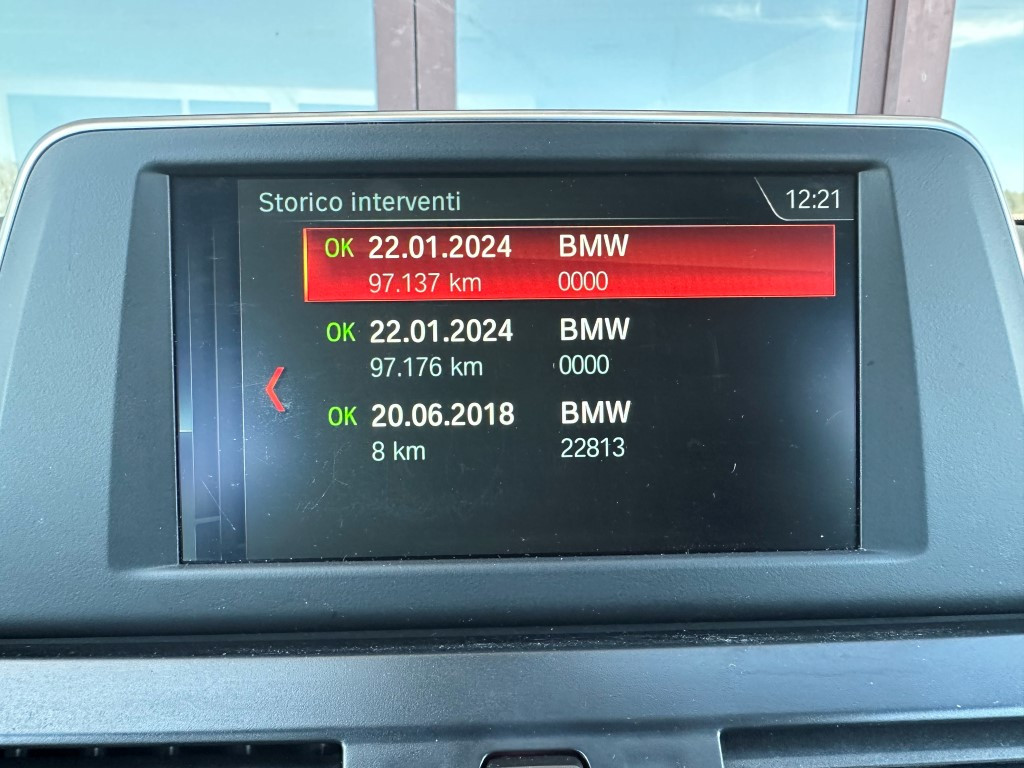 Storico interventi 12:21
OK 22.01.2024 BMW
97.137 km 0000
OK 22.01.2024 BMW
97.176 km 0000
OK 20.06.2018 BMW
8 km 22813